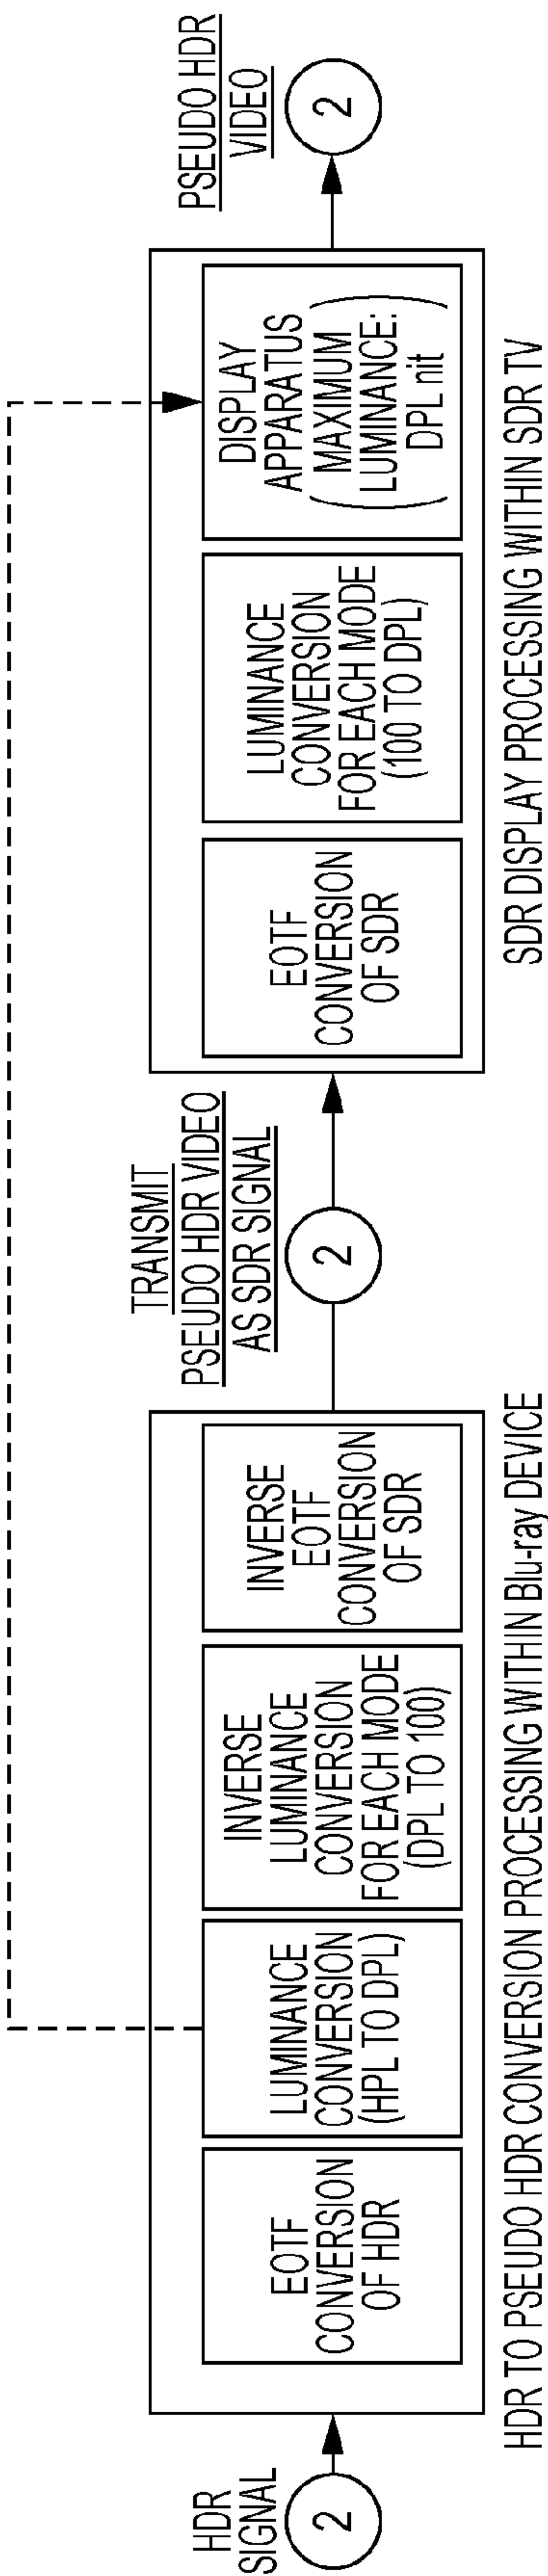 HDR
SIGNAL
2
EOTF
CONVERSION
OF HDR
LUMINANCE
CONVERSION
(HPL TO DPL)
INVERSE
LUMINANCE
CONVERSION
FOR EACH MODE
(DPL TO 100)
INVERSE
EOTF
CONVERSION
OF SDR
HDR TO PSEUDO HDR CONVERSION PROCESSING WITHIN Blu-ray DEVICE
TRANSMIT
PSEUDO HDR VIDEO
AS SDR SIGNAL
2
EOTF
CONVERSION
OF SDR
LUMINANCE
CONVERSION
FOR EACH MODE
(100 TO DPL)
DISPLAY
APPARATUS
(MAXIMUM
LUMINANCE:
DPL nit)
SDR DISPLAY PROCESSING WITHIN SDR TV
PSEUDO HDR
VIDEO
2